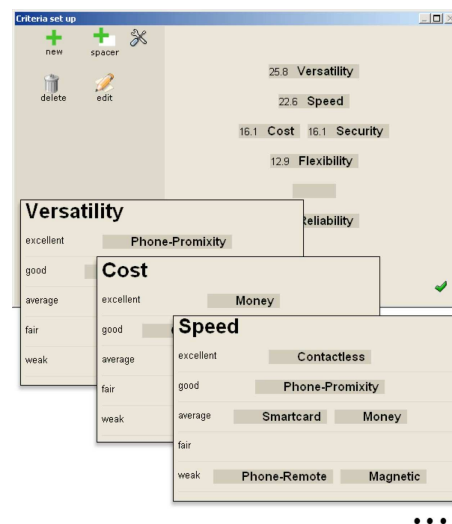 Criteria set up
new spacer
delete edit
25.8 Versatility
22.6 Speed
16.1 Cost 16.1 Security
12.9 Flexibility
Reliability
Versatility
excellent Phone-Promixity
good
average
fair
weak
Cost
excellent Money
good
average
fair
weak
Speed
excellent Contactless
good Phone-Promixity
average Smartcard Money
fair
weak Phone-Remote Magnetic
...